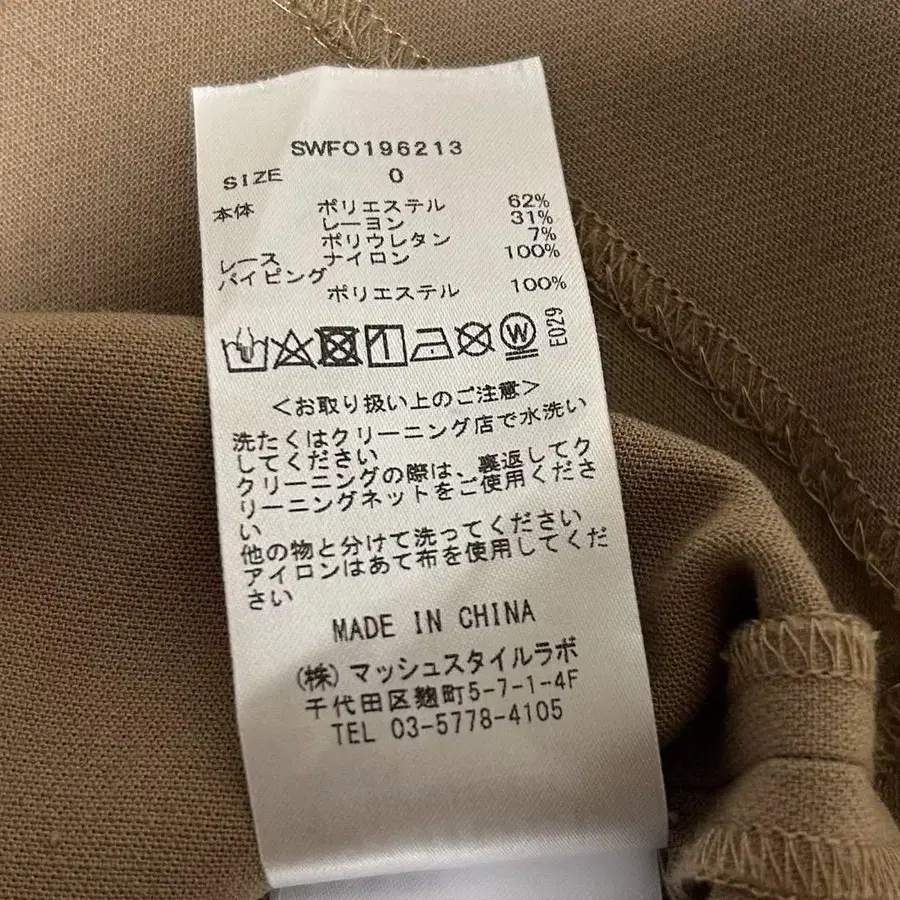 SWFO196213
SIZE 0
本体 ポリエステル 62%
レーヨン 31%
ポリウレタン 7%
レース ナイロン 100%
パイピング
ポリエステル 100%
W E029
<お取り扱い上のご注意>
洗たくはクリーニング店で水洗い
してください
クリーニングの際は、裏返してク
リーニングネットをご使用くださ
い
他の物と分けて洗ってください
アイロンはあて布を使用してくだ
さい
MADE IN CHINA
(株)マッシュスタイルラボ
千代田区麹町5-7-1-4F
TEL 03-5778-4105